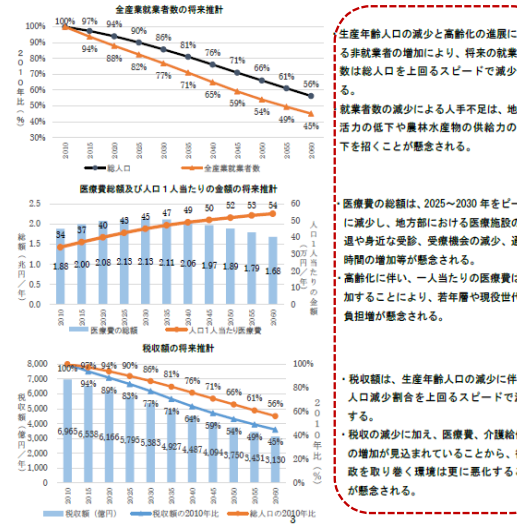 全産業就業者数の将来推計
100%
90%
80%
70%
60%
50%
40%
30%
2010年比(%)
100% 97% 94% 90% 86% 81% 76% 71% 66% 61% 56%
94% 88% 82% 77% 71% 65% 59% 54% 49% 45%
2010 2015 2020 2025 2030 2035 2040 2045 2050 2055 2060
総人口 全産業就業者数
生産年齢人口の減少と高齢化の進展に
る非就業者の増加により、将来の就業
数は総人口を上回るスピードで減少
る。
就業者数の減少による人手不足は、地
活力の低下や農林水産物の供給力の
下を招くことが懸念される。
医療費総額及び人口1人当たりの金額の将来推計
2.5
2.0
1.5
1.0
0.5
0.0
総額(兆円/年)
34 37 40 43 45 47 49 50 52 53 54
1.88 2.00 2.08 2.13 2.13 2.11 2.06 1.97 1.89 1.79 1.68
60
50
40
30
20
10
0
人口1人当たりの金額(万円/年)
2010 2015 2020 2025 2030 2035 2040 2045 2050 2055 2060
医療費の総額 人口1人当たり医療費
・医療費の総額は、2025~2030 年をピー
に減少し、地方部における医療施設の
退や身近な受診、受療機会の減少、通
時間の増加等が懸念される。
・高齢化に伴い、一人当たりの医療費は
加することにより、若年層や現役世代
負担増が懸念される。
税収額の将来推計
8,000
7,000
6,000
5,000
4,000
3,000
2,000
1,000
0
税収額(億円/年)
100% 97% 94% 90% 86% 81% 76% 71% 66% 61% 56%
94% 89% 83% 77% 71% 64% 59% 54% 49% 45%
6,965 6,538 6,166 5,795 5,383 4,927 4,487 4,094 3,750 3,431 3,130
100%
80%
60%
40%
20%
0%
2010年比(%)
2010 2015 2020 2025 2030 2035 2040 2045 2050 2055 2060
税収額(億円) 税収額の2010年比 総人口の2010年比
・税収額は、生産年齢人口の減少に伴
人口減少割合を上回るスピードで
する。
・税収の減少に加え、医療費、介護給
の増加が見込まれていることから、
政を取り巻く環境は更に悪化する
が懸念される。
3